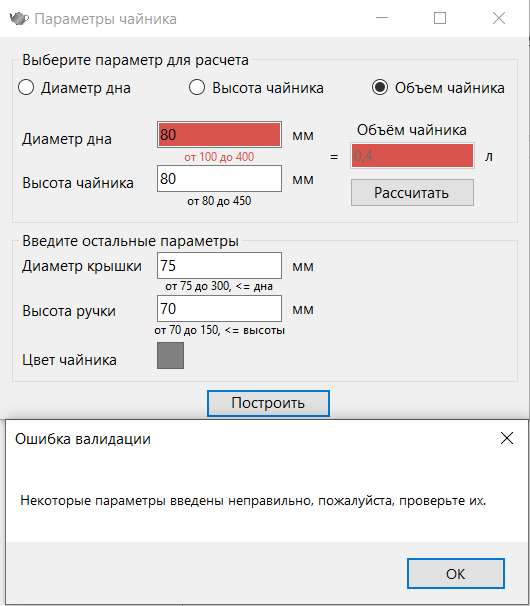 Параметры чайника
Выберите параметр для расчета
Диаметр дна Высота чайника Объем чайника
Объём чайника
Диаметр дна 80 мм
от 100 до 400 = 0,4 л
Высота чайника 80 мм Рассчитать
от 80 до 450
Введите остальные параметры
Диаметр крышки 75 мм
от 75 до 300, <= дна
Высота ручки 70 мм
от 70 до 150, <= высоты
Цвет чайника
Построить
Ошибка валидации
Некоторые параметры введены неправильно, пожалуйста, проверьте их.
ОК